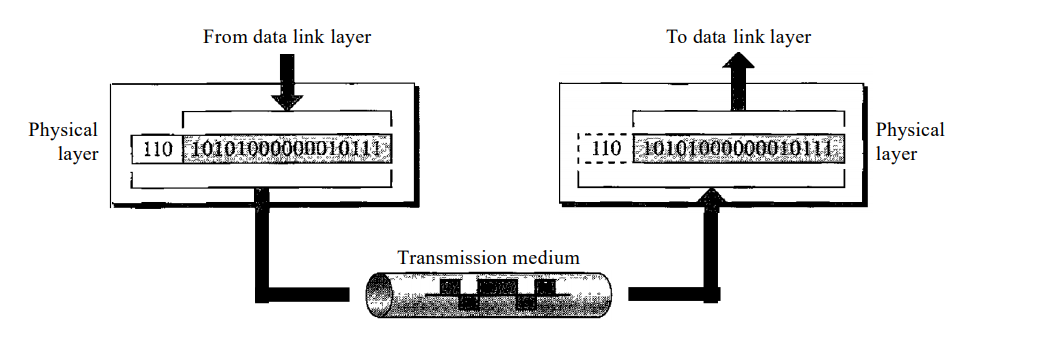 From data link layer
To data link layer
Physical
layer
110 10101000000010111
110 10101000000010111
Physical
layer
Transmission medium